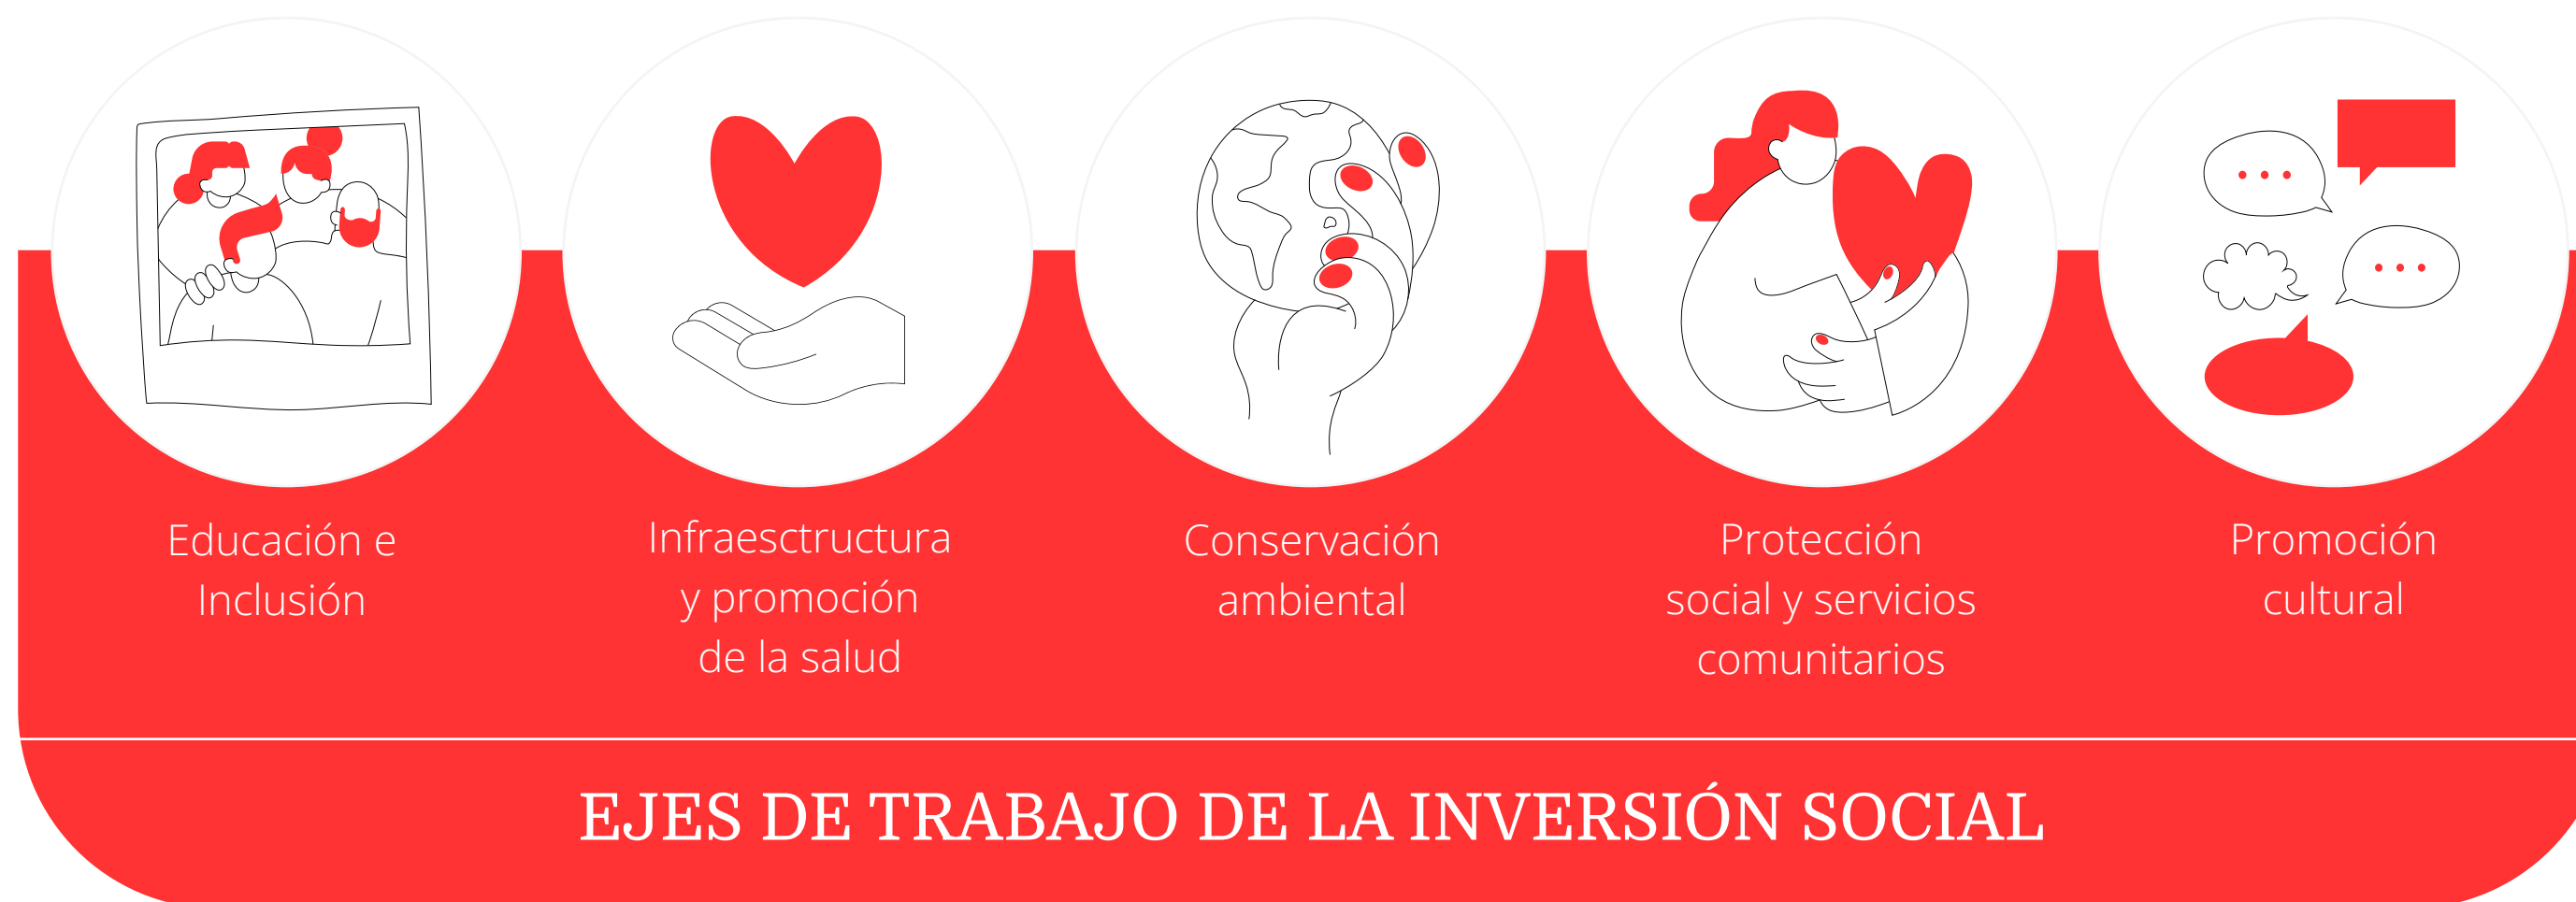 Educación e
Inclusión
Infraesctructura
y promoción
de la salud
Conservación
ambiental
Protección
social y servicios
comunitarios
Promoción
cultural
EJES DE TRABAJO DE LA INVERSIÓN SOCIAL